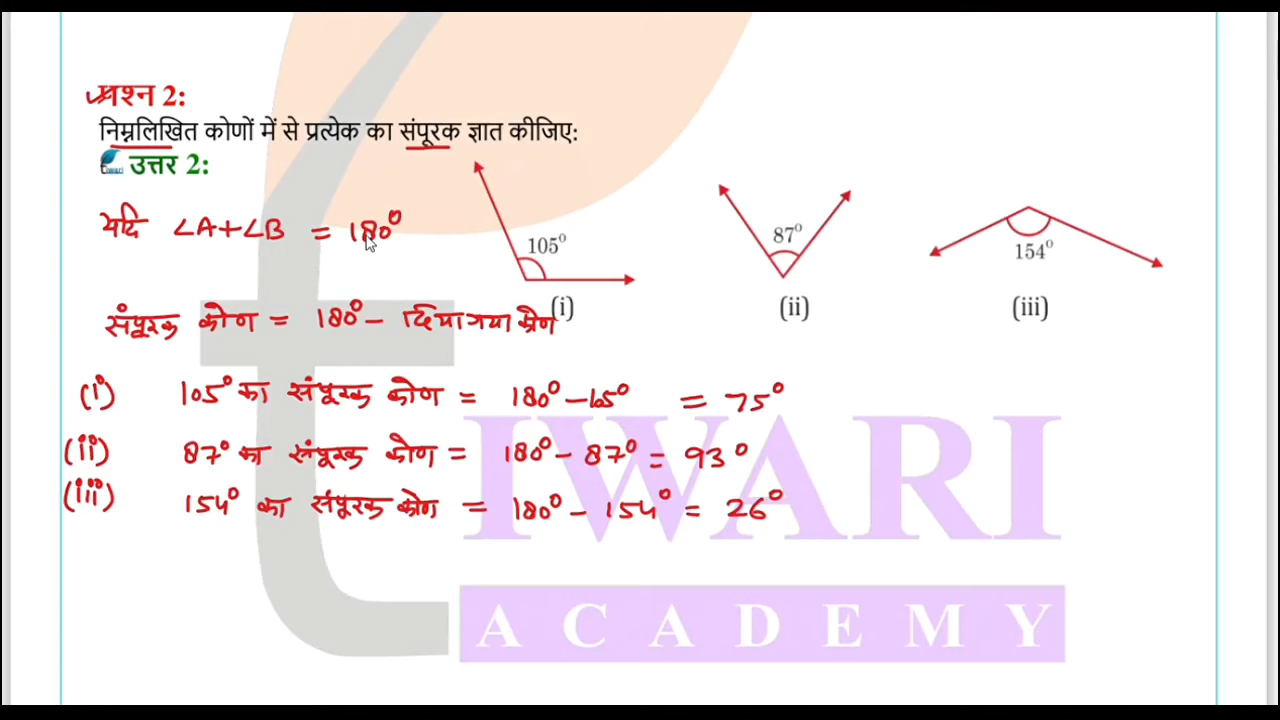 प्रश्न 2:
निम्नलिखित कोणों में से प्रत्येक का संपूरक ज्ञात कीजिए:
उत्तर 2:
यदि ∠A+∠B = 180°
105°
87°
154°
(i)
(ii)
(iii)
संपूरक कोण = 180° - दिया गया कोण
(i) 105° का संपूरक कोण = 180° - 105° = 75°
(ii) 87° का संपूरक कोण = 180° - 87° = 93°
(iii) 154° का संपूरक कोण = 180° - 154° = 26°
TIWARI
ACADEMY